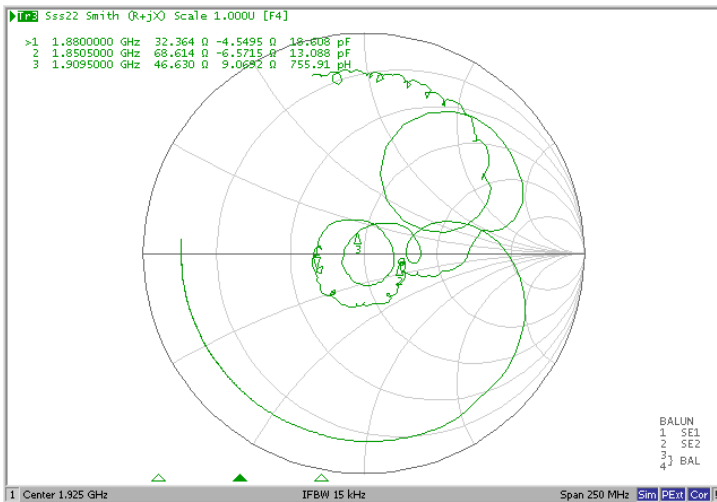 Tr3 Sss22 Smith (R+jX) Scale 1.000U [F4]
>1 1.8800000 GHz 32.364 Ω -4.5495 Ω 18.608 pF
2 1.8505000 GHz 68.614 Ω -6.5715 Ω 13.088 pF
3 1.9095000 GHz 46.630 Ω 9.0692 Ω 755.91 pH
3
BALUN
1 SE1
2 SE2
3
4 } BAL
1 Center 1.925 GHz IFBW 15 kHz Span 250 MHz Sim PExt Cor